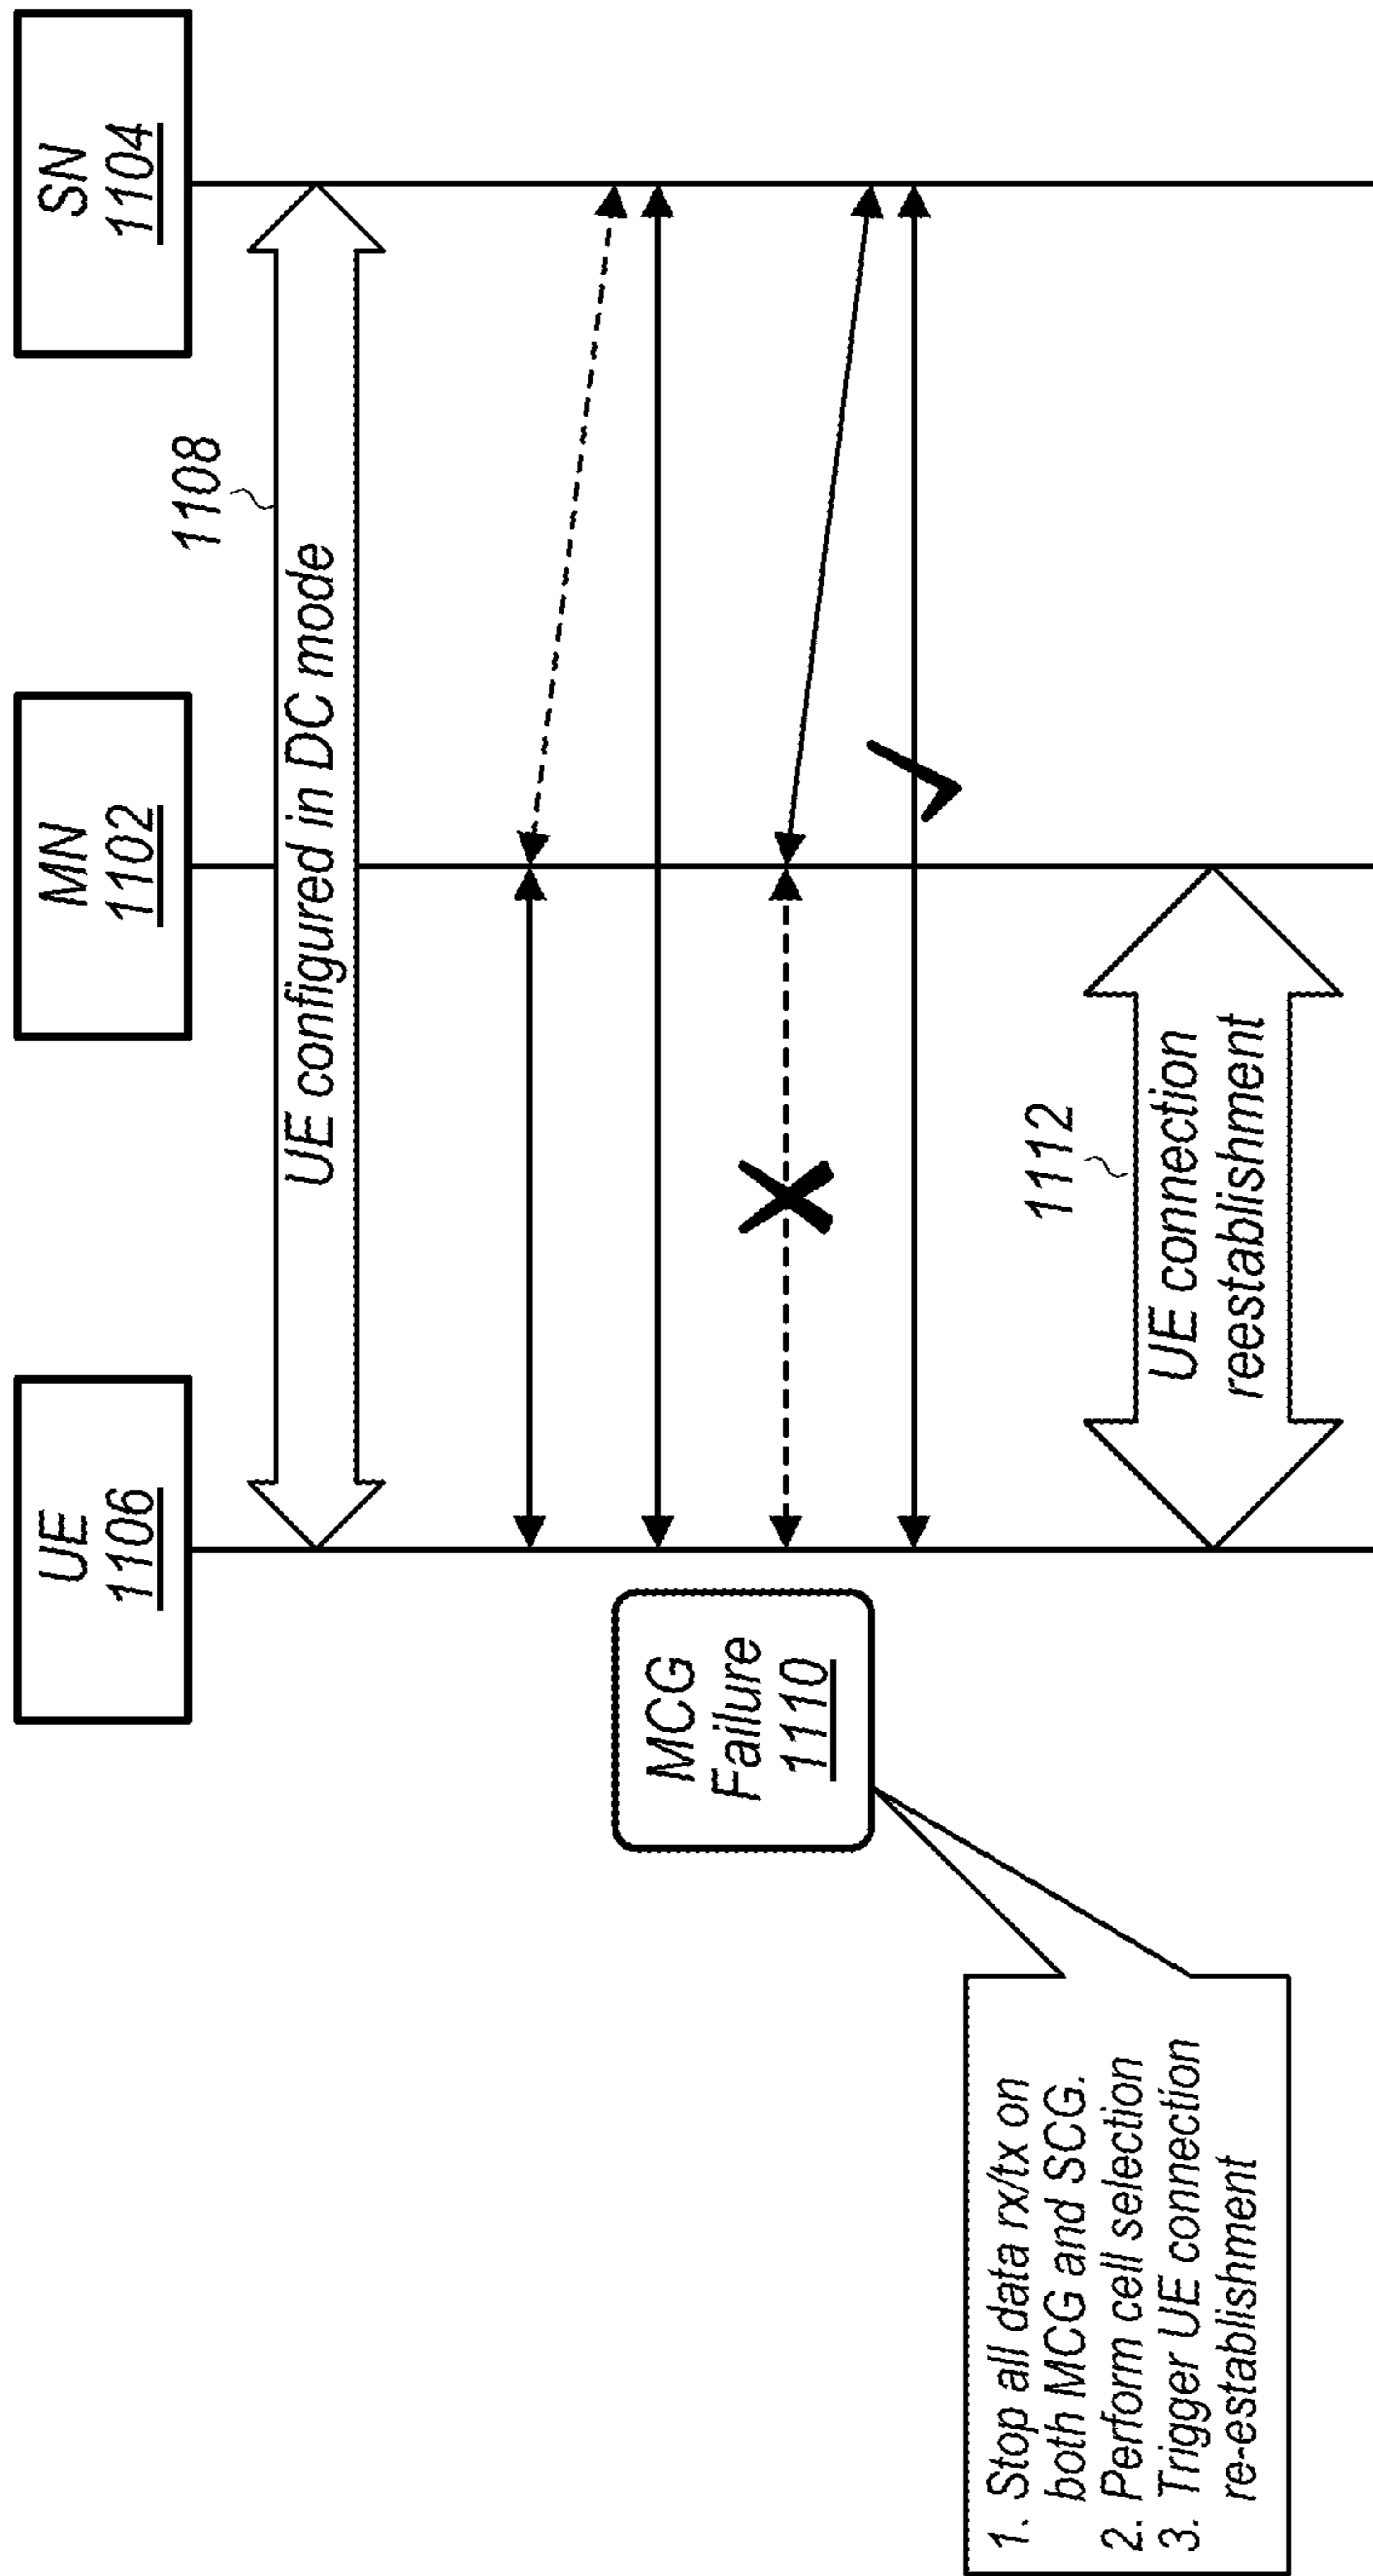 UE
1106
MN
1102
SN
1104
1108
UE configured in DC mode
MCG
Failure
1110
1. Stop all data rx/tx on
both MCG and SCG.
2. Perform cell selection
3. Trigger UE connection
re-establishment
1112
UE connection
reestablishment